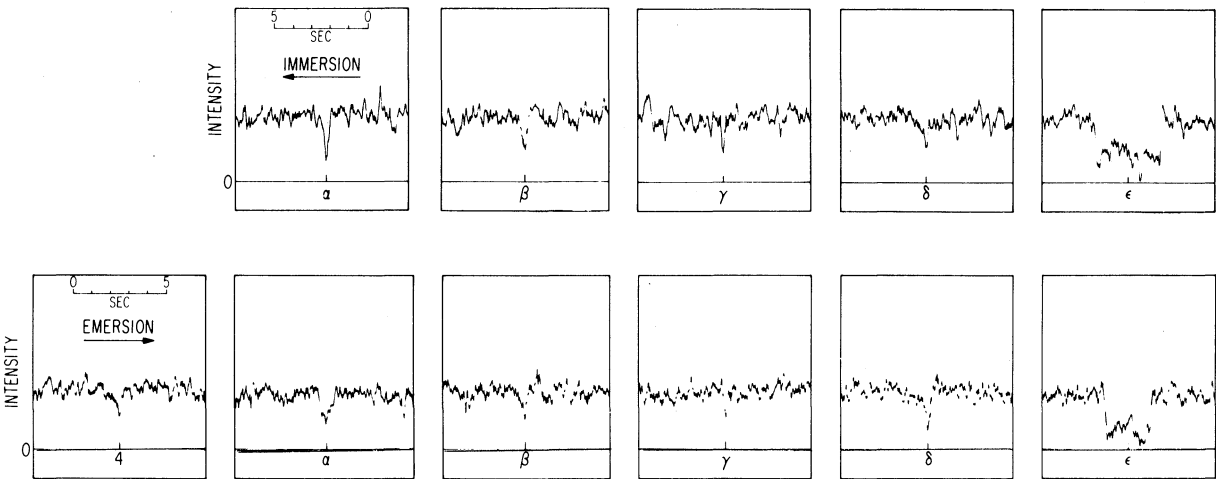 5 0
SEC
IMMERSION
INTENSITY
0
α β γ δ ϵ
0 5
SEC
EMERSION
INTENSITY
0
4 α β γ δ ϵ